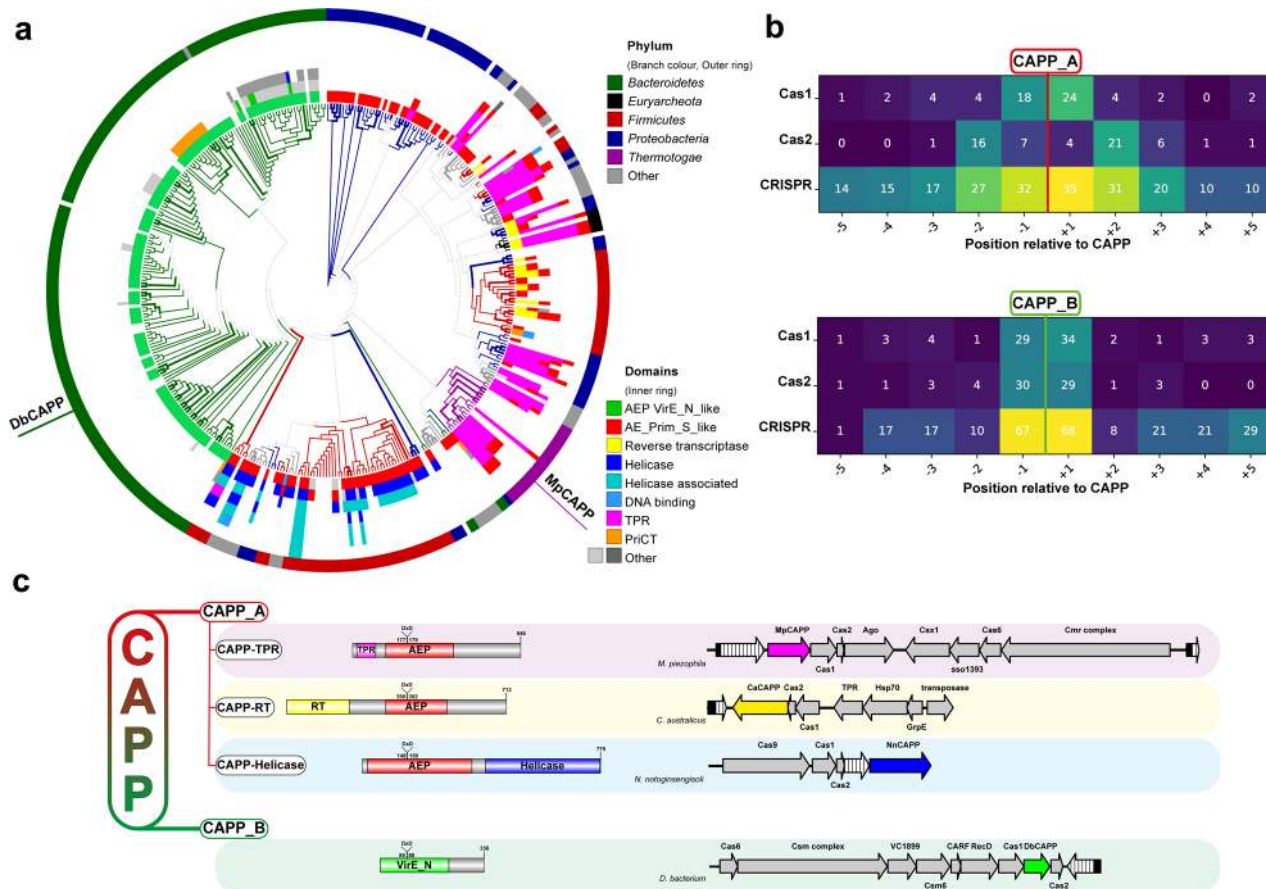 a
Phylum
(Branch colour, Outer ring)
Bacteroidetes
Euryarcheota
Firmicutes
Proteobacteria
Thermotogae
Other
Domains
(Inner ring)
AEP VirE_N_like
AE_Prim_S_like
Reverse transcriptase
Helicase
Helicase associated
DNA binding
TPR
PriCT
Other
DbCAPP
MpCAPP
b
CAPP_A
Cas1 1 2 4 4 18 24 4 2 0 2
Cas2 0 0 1 16 7 4 21 6 1 1
CRISPR 14 15 17 27 32 35 31 20 10 10
-5 -4 -3 -2 -1 +1 +2 +3 +4 +5
Position relative to CAPP
CAPP_B
Cas1 1 3 4 1 29 34 2 1 3 3
Cas2 1 1 3 4 30 29 1 3 0 0
CRISPR 1 17 17 10 67 68 8 21 21 29
-5 -4 -3 -2 -1 +1 +2 +3 +4 +5
Position relative to CAPP
c
CAPP
CAPP_A
CAPP-TPR
DxD
177 179
TPR AEP
MpCAPP Cas2 Ago Csx1 Cas6 Cmr complex
Cas1 sso1393
M. piezophila
CAPP-RT
DxD
712
RT AEP
CaCAPP Cas2 TPR Hsp70 transposase
Cas1 GrpE
C. australicus
CAPP-Helicase
DxD
AEP Helicase
Cas9 Cas1 NnCAPP
Cas2
N. notoginsengisoli
CAPP_B
DxD
VirE_N
Cas6 Csm complex VC1899 CARF RecD Cas1 DbCAPP
Csm6 Cas2
D. bacterium